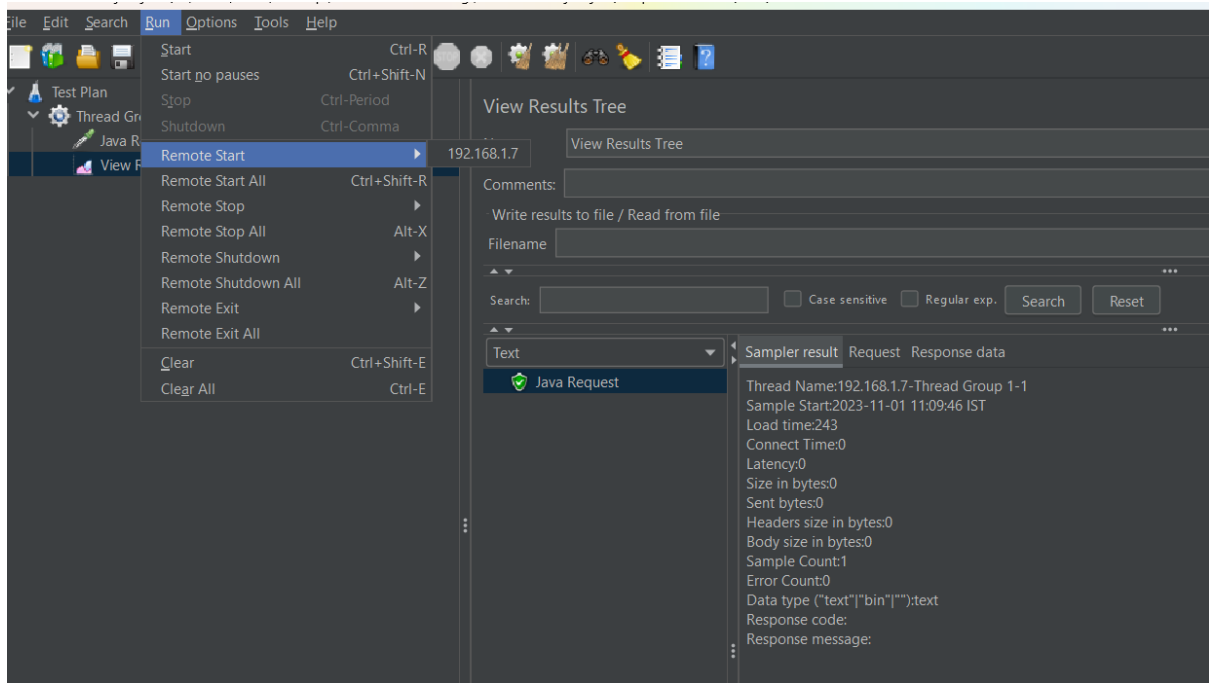 File Edit Search Run Options Tools Help
Start Ctrl-R
Start no pauses Ctrl+Shift-N
Stop Ctrl-Period
Shutdown Ctrl-Comma
Remote Start
192.168.1.7
Remote Start All Ctrl+Shift-R
Remote Stop
Remote Stop All Alt-X
Remote Shutdown
Remote Shutdown All Alt-Z
Remote Exit
Remote Exit All
Clear Ctrl+Shift-E
Clear All Ctrl-E
Test Plan
Thread Gr
Java R
View R
View Results Tree
View Results Tree
Comments:
Write results to file / Read from file
Filename
Search: Case sensitive Regular exp. Search Reset
Text
Java Request
Sampler result Request Response data
Thread Name:192.168.1.7-Thread Group 1-1
Sample Start:2023-11-01 11:09:46 IST
Load time:243
Connect Time:0
Latency:0
Size in bytes:0
Sent bytes:0
Headers size in bytes:0
Body size in bytes:0
Sample Count:1
Error Count:0
Data type ("text"|"bin"|""):text
Response code:
Response message: